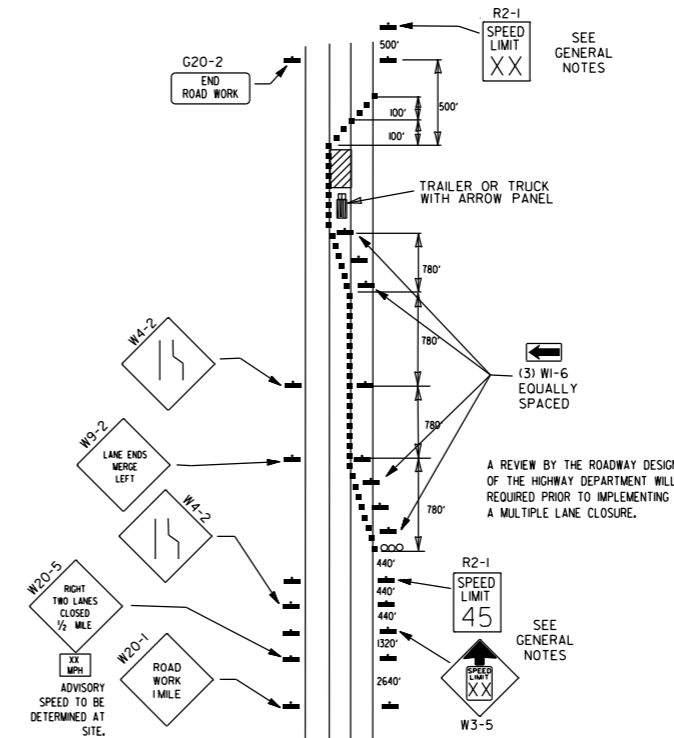 R2-1
SPEED
LIMIT
XX
SEE
GENERAL
NOTES
500'
G20-2
END
ROAD WORK
500'
100'
100'
TRAILER OR TRUCK
WITH ARROW PANEL
780'
780'
W4-2
(3) W1-6
EQUALLY
SPACED
780'
W9-2
LANE ENDS
MERGE
LEFT
A REVIEW BY THE ROADWAY DESIGN
OF THE HIGHWAY DEPARTMENT WILL
REQUIRED PRIOR TO IMPLEMENTING
A MULTIPLE LANE CLOSURE.
780'
W4-2
440'
R2-1
SPEED
LIMIT
45
440'
W20-5
RIGHT
TWO LANES
CLOSED
1/2 MILE
440'
SEE
GENERAL
NOTES
1320'
XX
MPH
W20-1
ROAD
WORK
1 MILE
2640'
SPEED
LIMIT
XX
W3-5
ADVISORY
SPEED TO BE
DETERMINED AT
SITE.